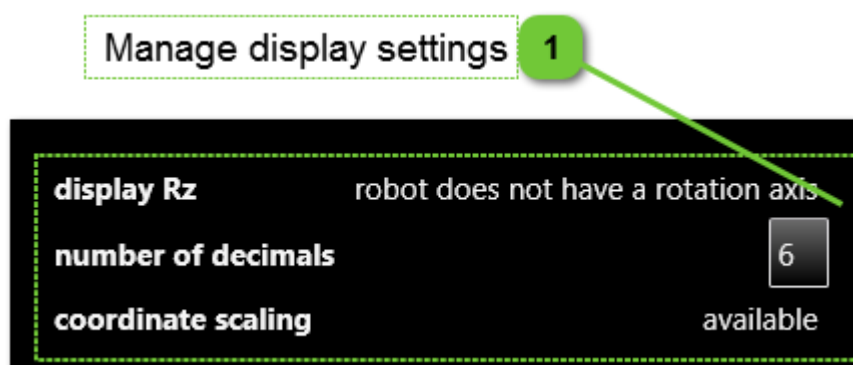 Manage display settings 1
display Rz robot does not have a rotation axis
number of decimals 6
coordinate scaling available